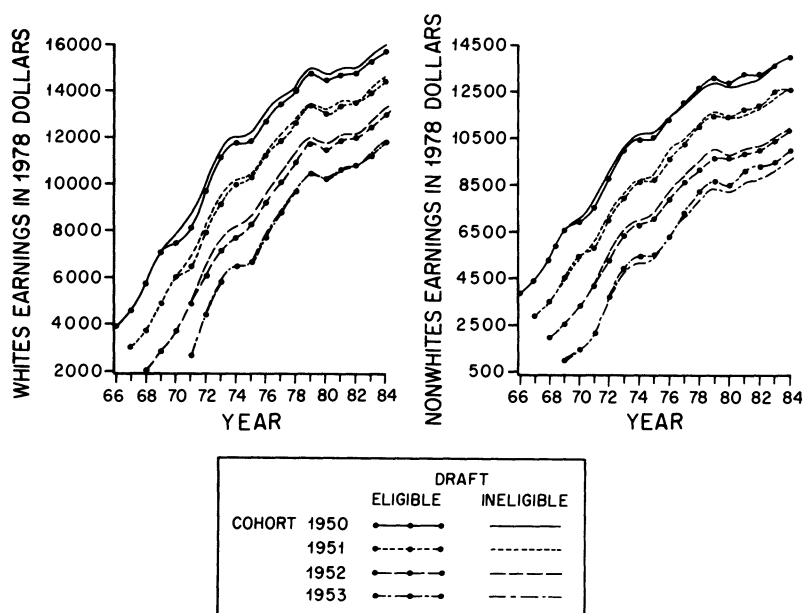 WHITES EARNINGS IN 1978 DOLLARS
16000
14000
12000
10000
8000
6000
4000
2000
66 68 70 72 74 76 78 80 82 84
YEAR
NONWHITES EARNINGS IN 1978 DOLLARS
14500
12500
10500
8500
6500
4500
2500
500
66 68 70 72 74 76 78 80 82 84
YEAR
DRAFT
ELIGIBLE INELIGIBLE
COHORT 1950
1951
1952
1953